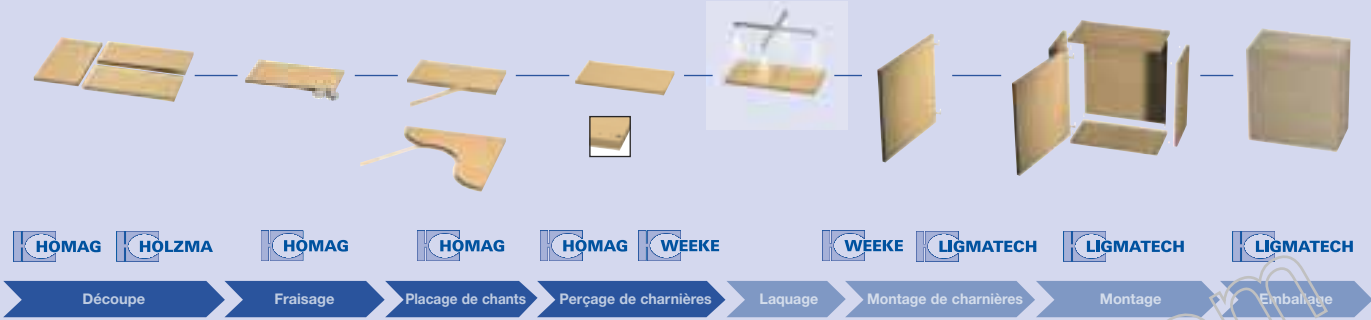 HOMAG HOLZMA HOMAG HOMAG HOMAG WEEKE WEEKE LIGMATECH LIGMATECH LIGMATECH
Découpe Fraisage Placage de chants Perçage de charnières Laquage Montage de charnières Montage Emballage